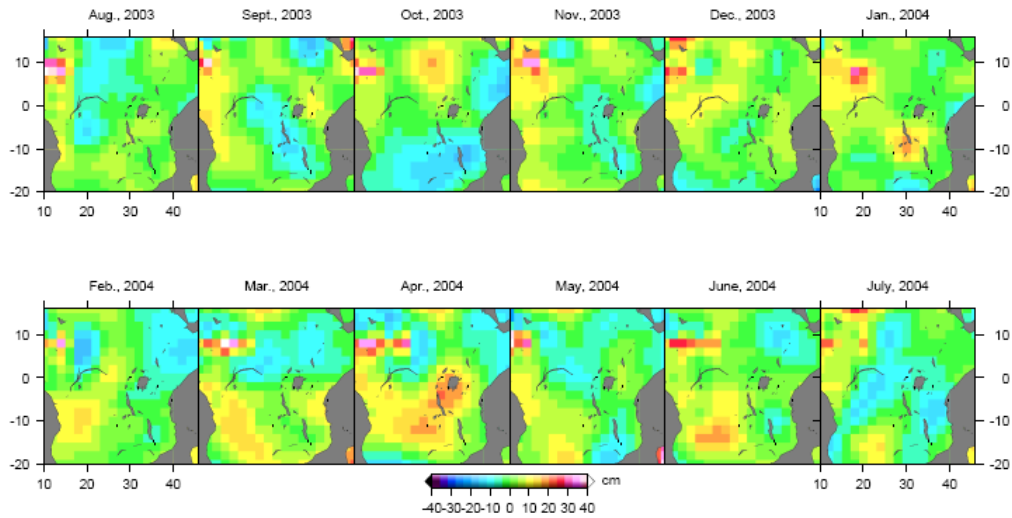 Aug., 2003 Sept., 2003 Oct., 2003 Nov., 2003 Dec., 2003 Jan., 2004
10 10
0 0
-10 -10
-20 -20
10 20 30 40 10 20 30 40
Feb., 2004 Mar., 2004 Apr., 2004 May, 2004 June, 2004 July, 2004
10 10
0 0
-10 -10
-20 -20
10 20 30 40 10 20 30 40
cm
-40 -30 -20 -10 0 10 20 30 40